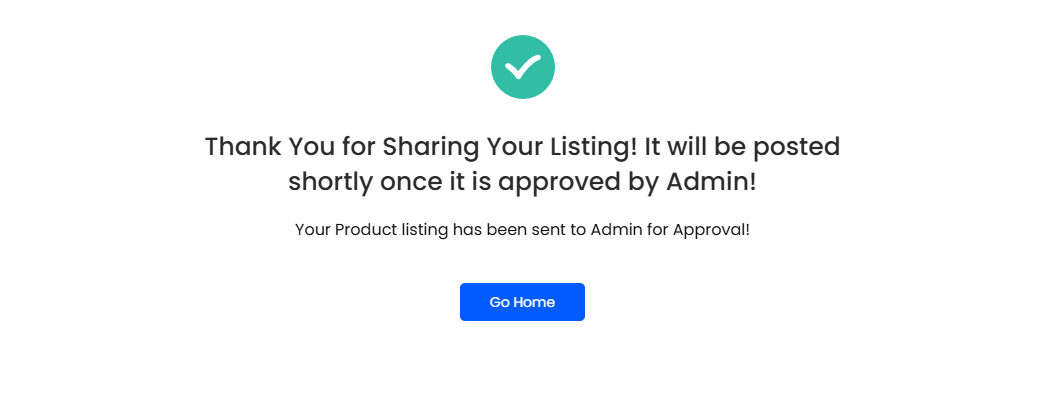 Thank You for Sharing Your Listing! It will be posted
shortly once it is approved by Admin!
Your Product listing has been sent to Admin for Approval!
Go Home